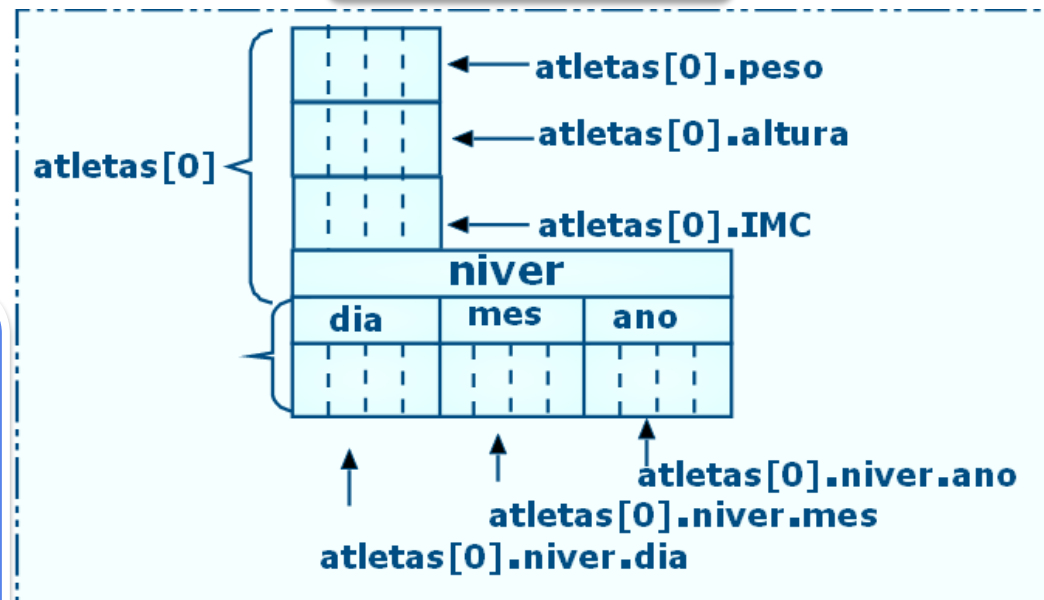 atletas[0].peso
atletas[0].altura
atletas[0]
atletas[0].IMC
niver
dia mes ano
atletas[0].niver.ano
atletas[0].niver.mes
atletas[0].niver.dia